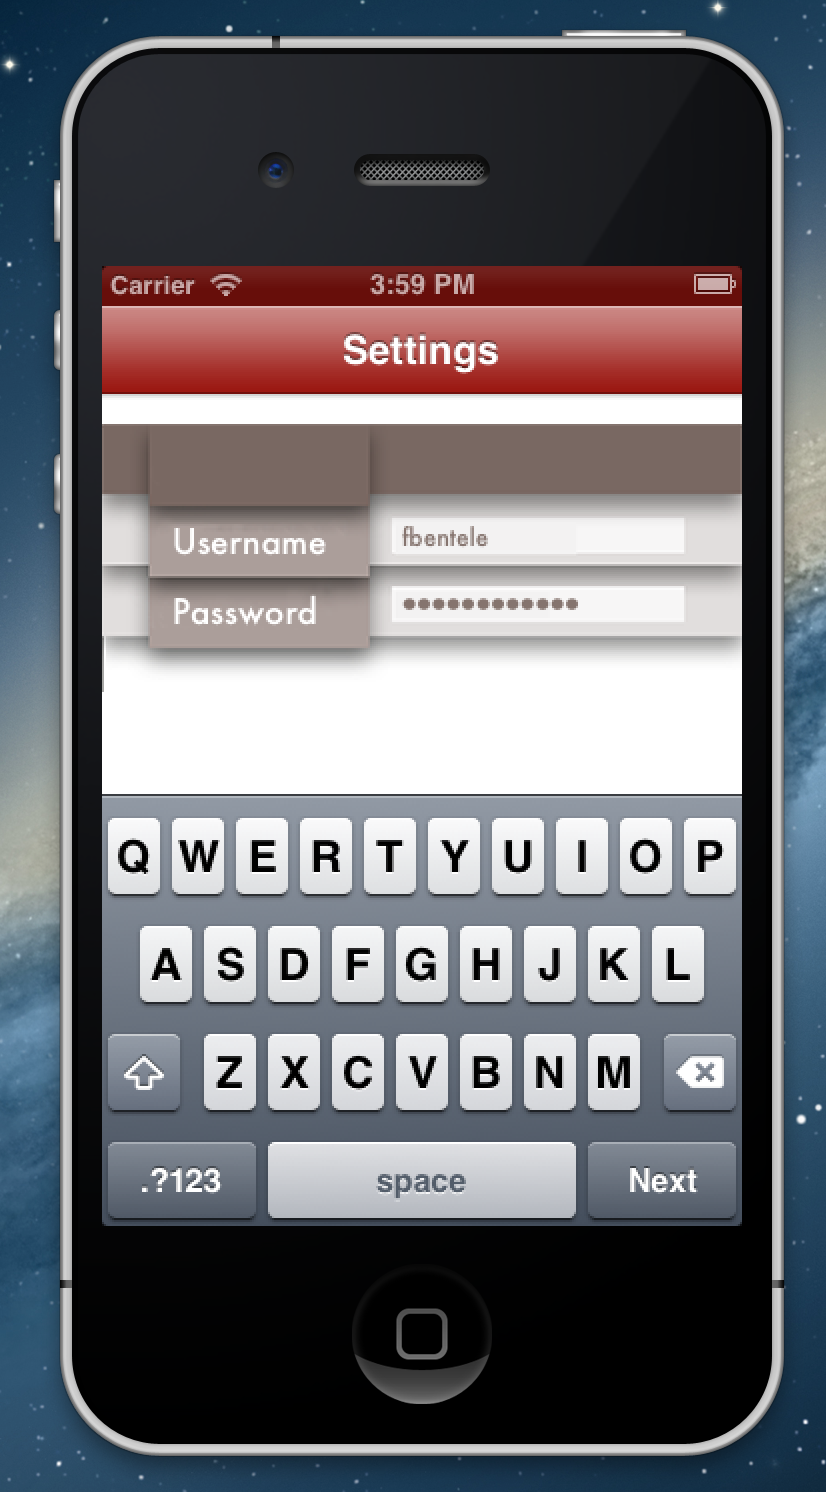 Carrier 3:59 PM
Settings
Username fbentele
Password ••••••••••••
Q W E R T Y U I O P
A S D F G H J K L
Z X C V B N M
.?123 space Next